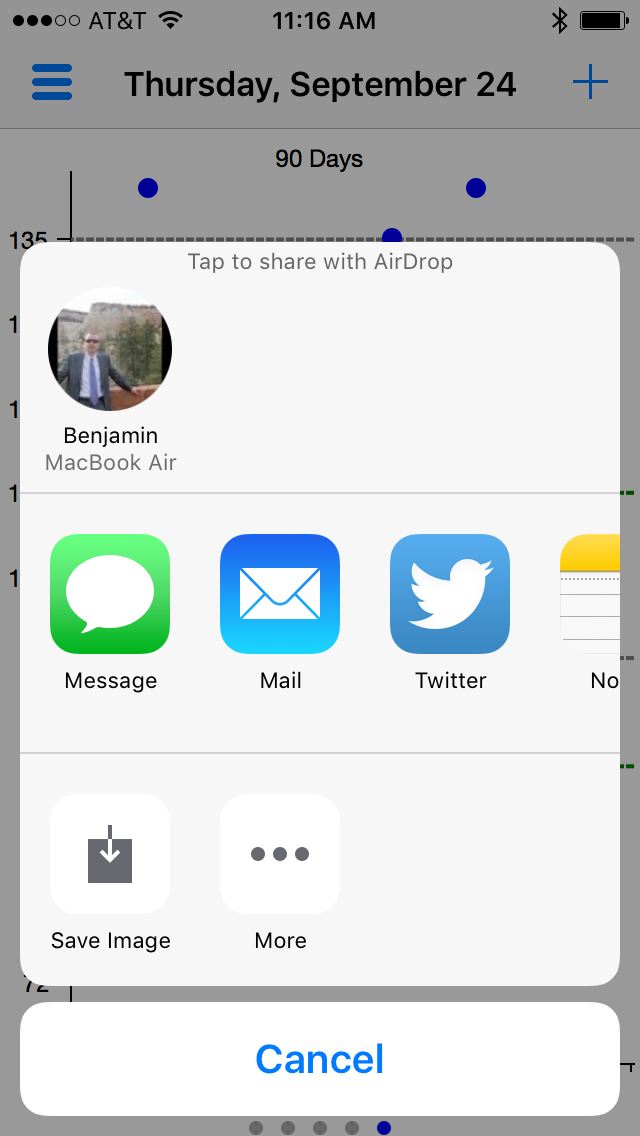 AT&T 11:16 AM
Thursday, September 24
90 Days
135
Tap to share with AirDrop
1
Benjamin
MacBook Air
1
1
1
Message Mail Twitter No
Save Image More
72
Cancel